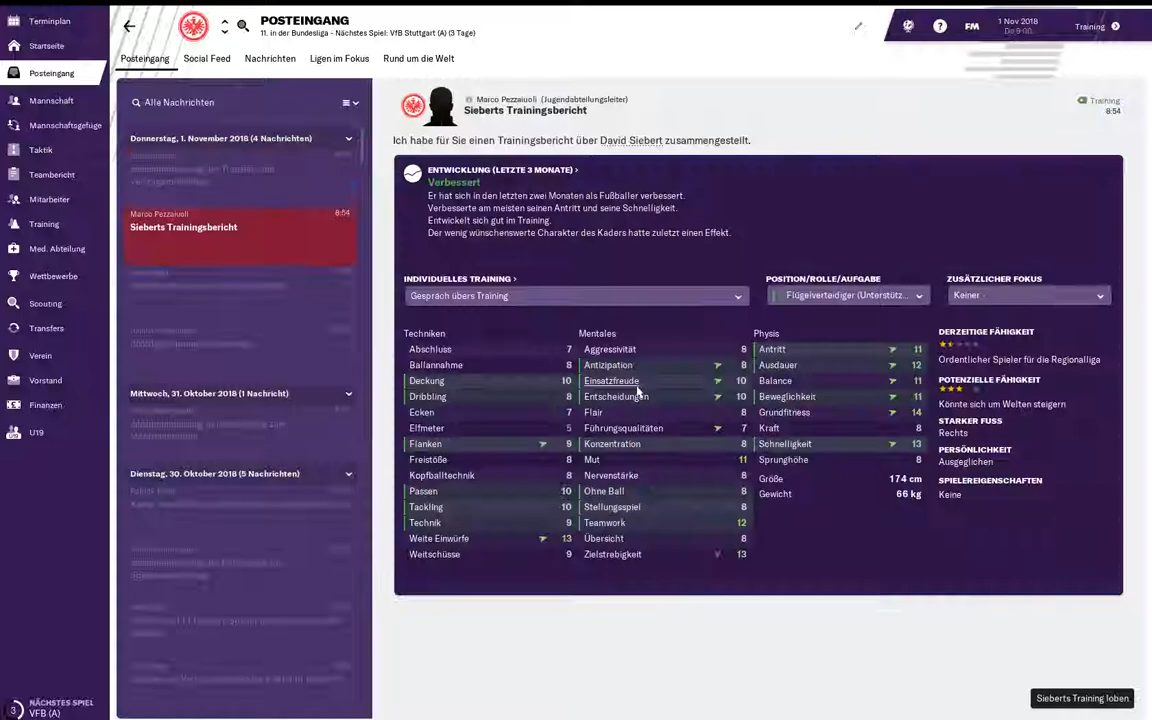 Terminplan
Startseite
Posteingang
Mannschaft
Mannschaftsgefüge
Taktik
Teambericht
Mitarbeiter
Training
Med. Abteilung
Wettbewerbe
Scouting
Transfers
Verein
Vorstand
Finanzen
U19
3
NÄCHSTES SPIEL
VFB (A)
POSTEINGANG
11. in der Bundesliga - Nächstes Spiel: VfB Stuttgart (A) (3 Tage)
? FM
1 Nov 2018
Do 9:00
Training
Posteingang Social Feed Nachrichten Ligen im Fokus Rund um die Welt
Alle Nachrichten
Donnerstag, 1. November 2018 (4 Nachrichten)
Marco Pezzaiuoli 8:54
Sieberts Trainingsbericht
Mittwoch, 31. Oktober 2018 (1 Nachricht)
Dienstag, 30. Oktober 2018 (5 Nachrichten)
Marco Pezzaiuoli (Jugendabteilungsleiter)
Sieberts Trainingsbericht
Training
8:54
Ich habe für Sie einen Trainingsbericht über David Siebert zusammengestellt.
ENTWICKLUNG (LETZTE 3 MONATE) ›
Verbessert
Er hat sich in den letzten zwei Monaten als Fußballer verbessert.
Verbesserte am meisten seinen Antritt und seine Schnelligkeit.
Entwickelt sich gut im Training.
Der wenig wünschenswerte Charakter des Kaders hatte zuletzt einen Effekt.
INDIVIDUELLES TRAINING ›
Gespräch übers Training
POSITION/ROLLE/AUFGABE
Flügelverteidiger (Unterstütz...
ZUSÄTZLICHER FOKUS
Keiner -
Techniken
Abschluss 7
Ballannahme 8
Deckung 10
Dribbling 8
Ecken 7
Elfmeter 5
Flanken 9
Freistöße 8
Kopfballtechnik 8
Passen 10
Tackling 10
Technik 9
Weite Einwürfe 13
Weitschüsse 9
Mentales
Aggressivität 8
Antizipation 8
Einsatzfreude 10
Entscheidungen 10
Flair 8
Führungsqualitäten 7
Konzentration 8
Mut 11
Nervenstärke 8
Ohne Ball 8
Stellungsspiel 8
Teamwork 12
Übersicht 8
Zielstrebigkeit 13
Physis
Antritt 11
Ausdauer 12
Balance 11
Beweglichkeit 11
Grundfitness 14
Kraft 8
Schnelligkeit 13
Sprunghöhe 8
Größe 174 cm
Gewicht 66 kg
DERZEITIGE FÄHIGKEIT
Ordentlicher Spieler für die Regionalliga
POTENZIELLE FÄHIGKEIT
Könnte sich um Welten steigern
STARKER FUSS
Rechts
PERSÖNLICHKEIT
Ausgeglichen
SPIELEREIGENSCHAFTEN
Keine
Sieberts Training loben